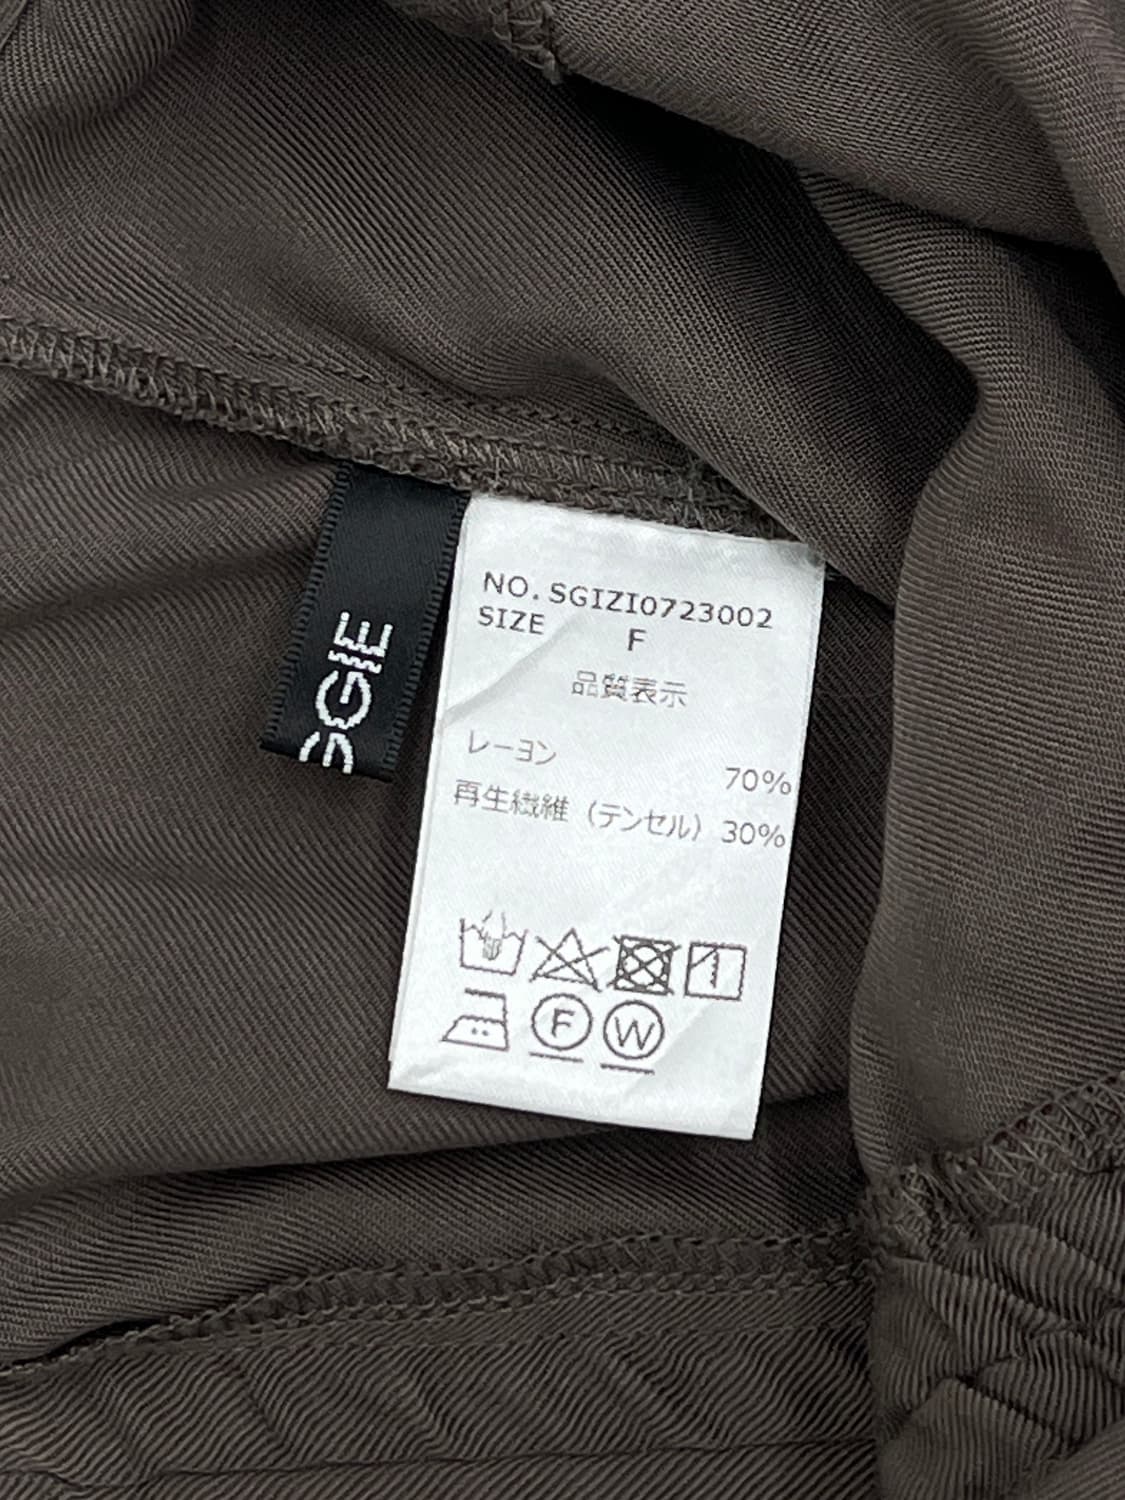 NO. SGIZI0723002
SIZE F
品質表示
レーヨン 70%
再生繊維（テンセル） 30%
F W
OGIE